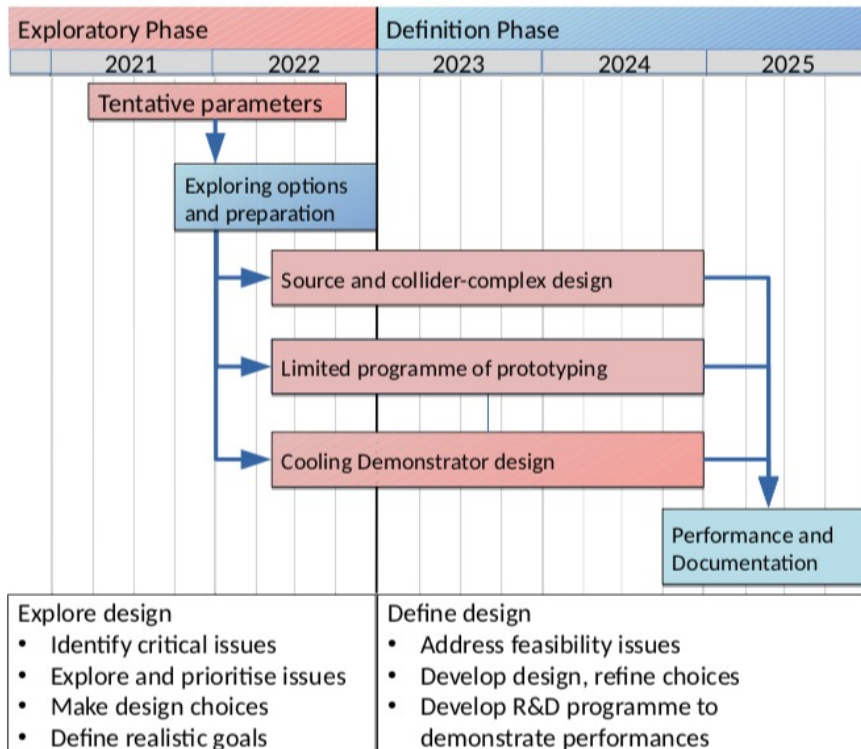 Exploratory Phase
Definition Phase
2021
2022
2023
2024
2025
Tentative parameters
Exploring options
and preparation
Source and collider-complex design
Limited programme of prototyping
Cooling Demonstrator design
Performance and
Documentation
Explore design
• Identify critical issues
• Explore and prioritise issues
• Make design choices
• Define realistic goals
Define design
• Address feasibility issues
• Develop design, refine choices
• Develop R&D programme to
demonstrate performances